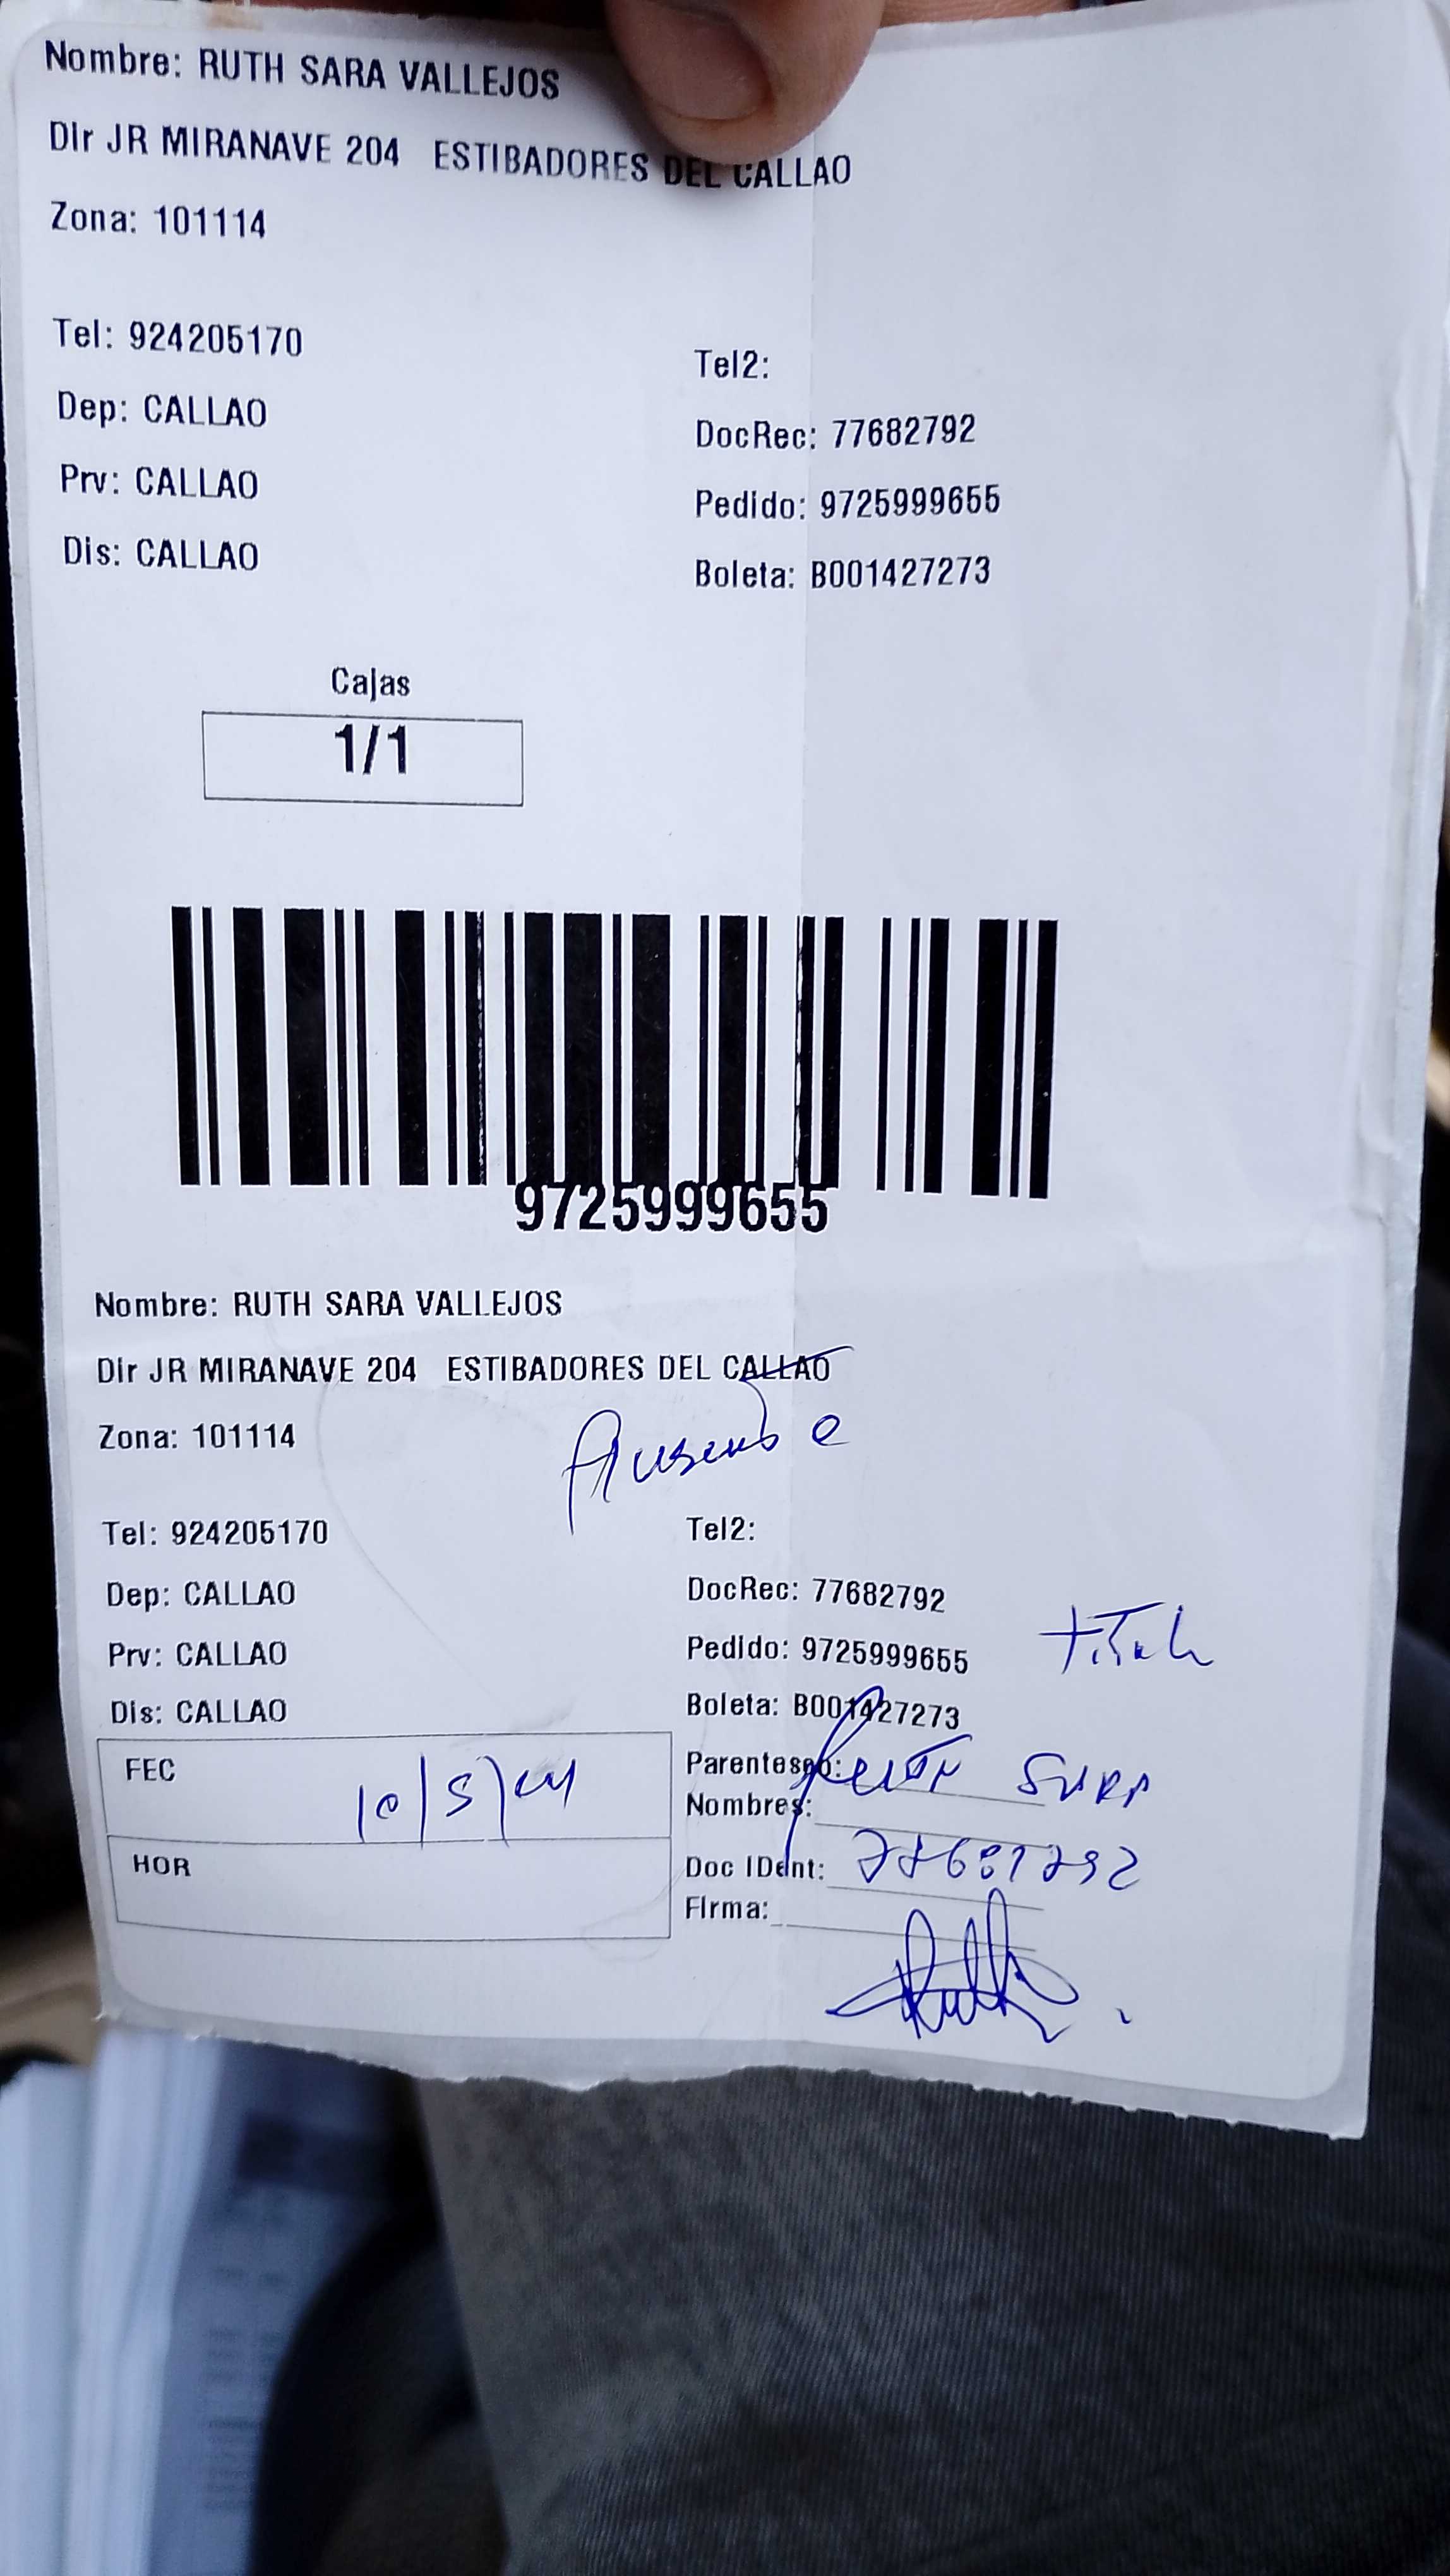 Nombre: RUTH SARA VALLEJOS
Dir JR MIRANAVE 204 ESTIBADORES DEL CALLAO
Zona: 101114
Tel: 924205170
Tel2:
Dep: CALLAO
DocRec: 77682792
Prv: CALLAO
Pedido: 9725999655
Dis: CALLAO
Boleta: B001427273
Cajas
1/1
9725999655
Nombre: RUTH SARA VALLEJOS
Dir JR MIRANAVE 204 ESTIBADORES DEL CALLAO
Zona: 101114
Ausente
Tel: 924205170
Tel2:
Dep: CALLAO
DocRec: 77682792
Prv: CALLAO
Pedido: 9725999655
Dis: CALLAO
Boleta: B001427273
FEC
Parentesco:
Nombres:
HOR
Doc IDent:
Firma: